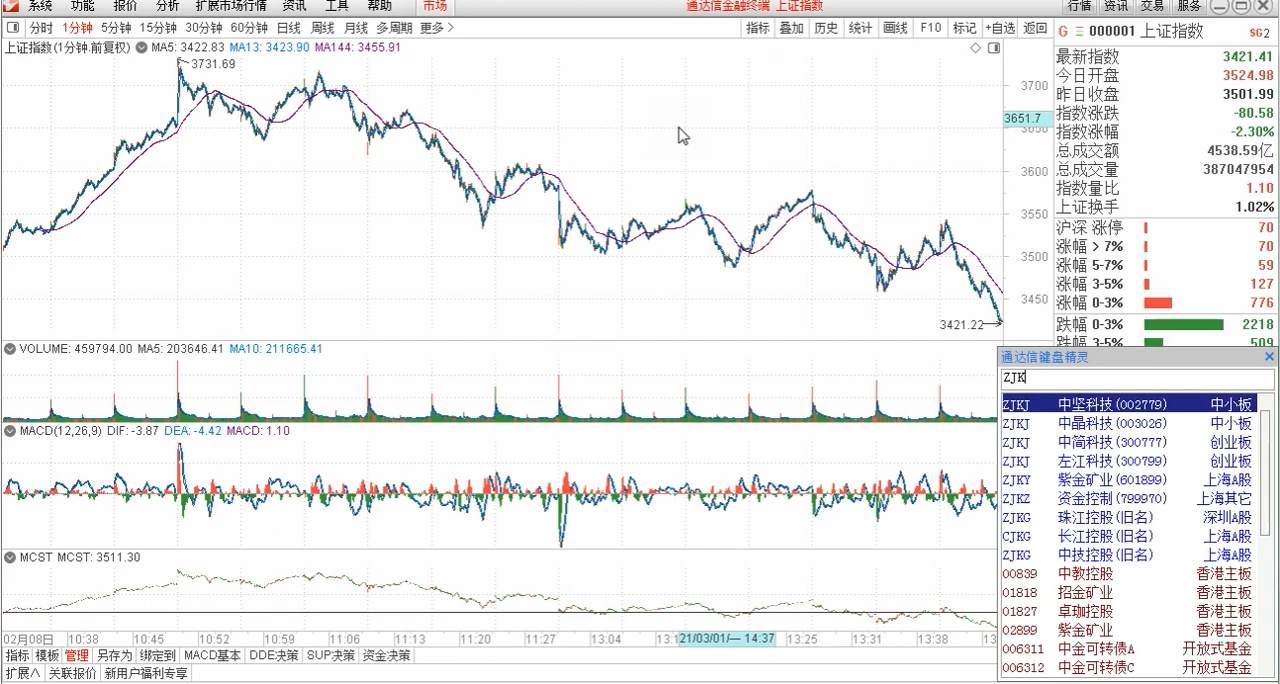 系统 功能 报价 分析 扩展市场行情 资讯 工具 帮助 市场 通达信金融终端 上证指数 行情 资讯 交易 服务
分时 1分钟 5分钟 15分钟 30分钟 60分钟 日线 周线 月线 多周期 更多> 指标 叠加 历史 统计 画线 F10 标记 +自选 返回
上证指数(1分钟.前复权) MA5: 3422.83 MA13: 3423.90 MA144: 3455.91
3731.69
3700
3651.7
3650
3600
3550
3500
3450
3421.22
VOLUME: 459794.00 MA5: 203646.41 MA10: 211665.41
MACD(12,26,9) DIF: -3.87 DEA: -4.42 MACD: 1.10
MCST MCST: 3511.30
02月08日 10:38 10:45 10:52 10:59 11:06 11:13 11:20 11:27 13:04 13:1 21/03/01/一 14:37 13:25 13:31 13:38 13
指标 模板 管理 另存为 绑定到 MACD基本 DDE决策 SUP决策 资金决策
扩展∧ 关联报价 新用户福利专享
G 000001 上证指数 SG2
最新指数 3421.41
今日开盘 3524.98
昨日收盘 3501.99
指数涨跌 -80.58
指数涨幅 -2.30%
总成交额 4538.59亿
总成交量 387047954
指数量比 1.10
上证换手 1.02%
沪深 涨停 70
涨幅 > 7% 70
涨幅 5-7% 59
涨幅 3-5% 127
涨幅 0-3% 776
跌幅 0-3% 2218
跌幅 3-5% 509
通达信键盘精灵 ×
ZJK
ZJKJ 中坚科技(002779) 中小板
ZJKJ 中晶科技(003026) 中小板
ZJKJ 中简科技(300777) 创业板
ZJKJ 左江科技(300799) 创业板
ZJKY 紫金矿业(601899) 上海A股
ZJKZ 资金控制(799970) 上海其它
ZJKG 珠江控股(旧名) 深圳A股
CJKG 长江控股(旧名) 上海A股
ZJKG 中技控股(旧名) 上海A股
00839 中教控股 香港主板
01818 招金矿业 香港主板
01827 卓珈控股 香港主板
02899 紫金矿业 香港主板
006311 中金可转债A 开放式基金
006312 中金可转债C 开放式基金